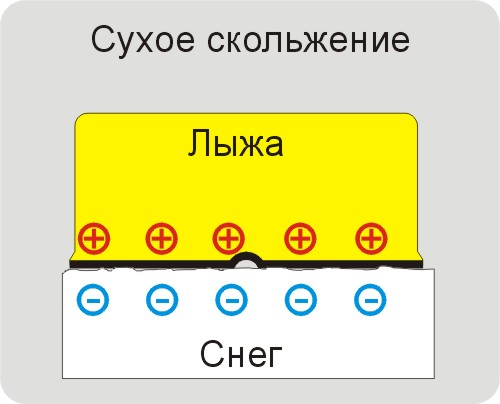 Сухое скольжение
Лыжа
+ + + + +
- - - - -
Снег